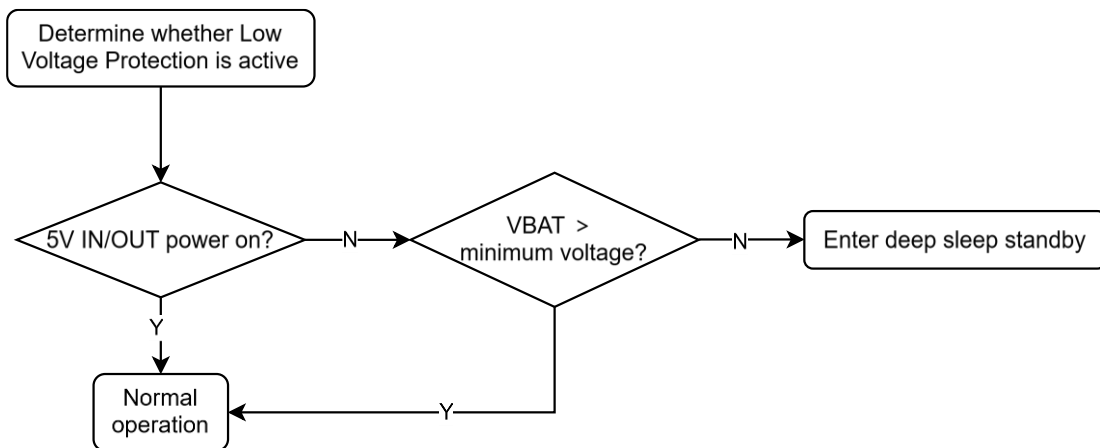 Determine whether Low
Voltage Protection is active
5V IN/OUT power on?
N
VBAT >
minimum voltage?
N
Enter deep sleep standby
Y
Normal
operation
Y